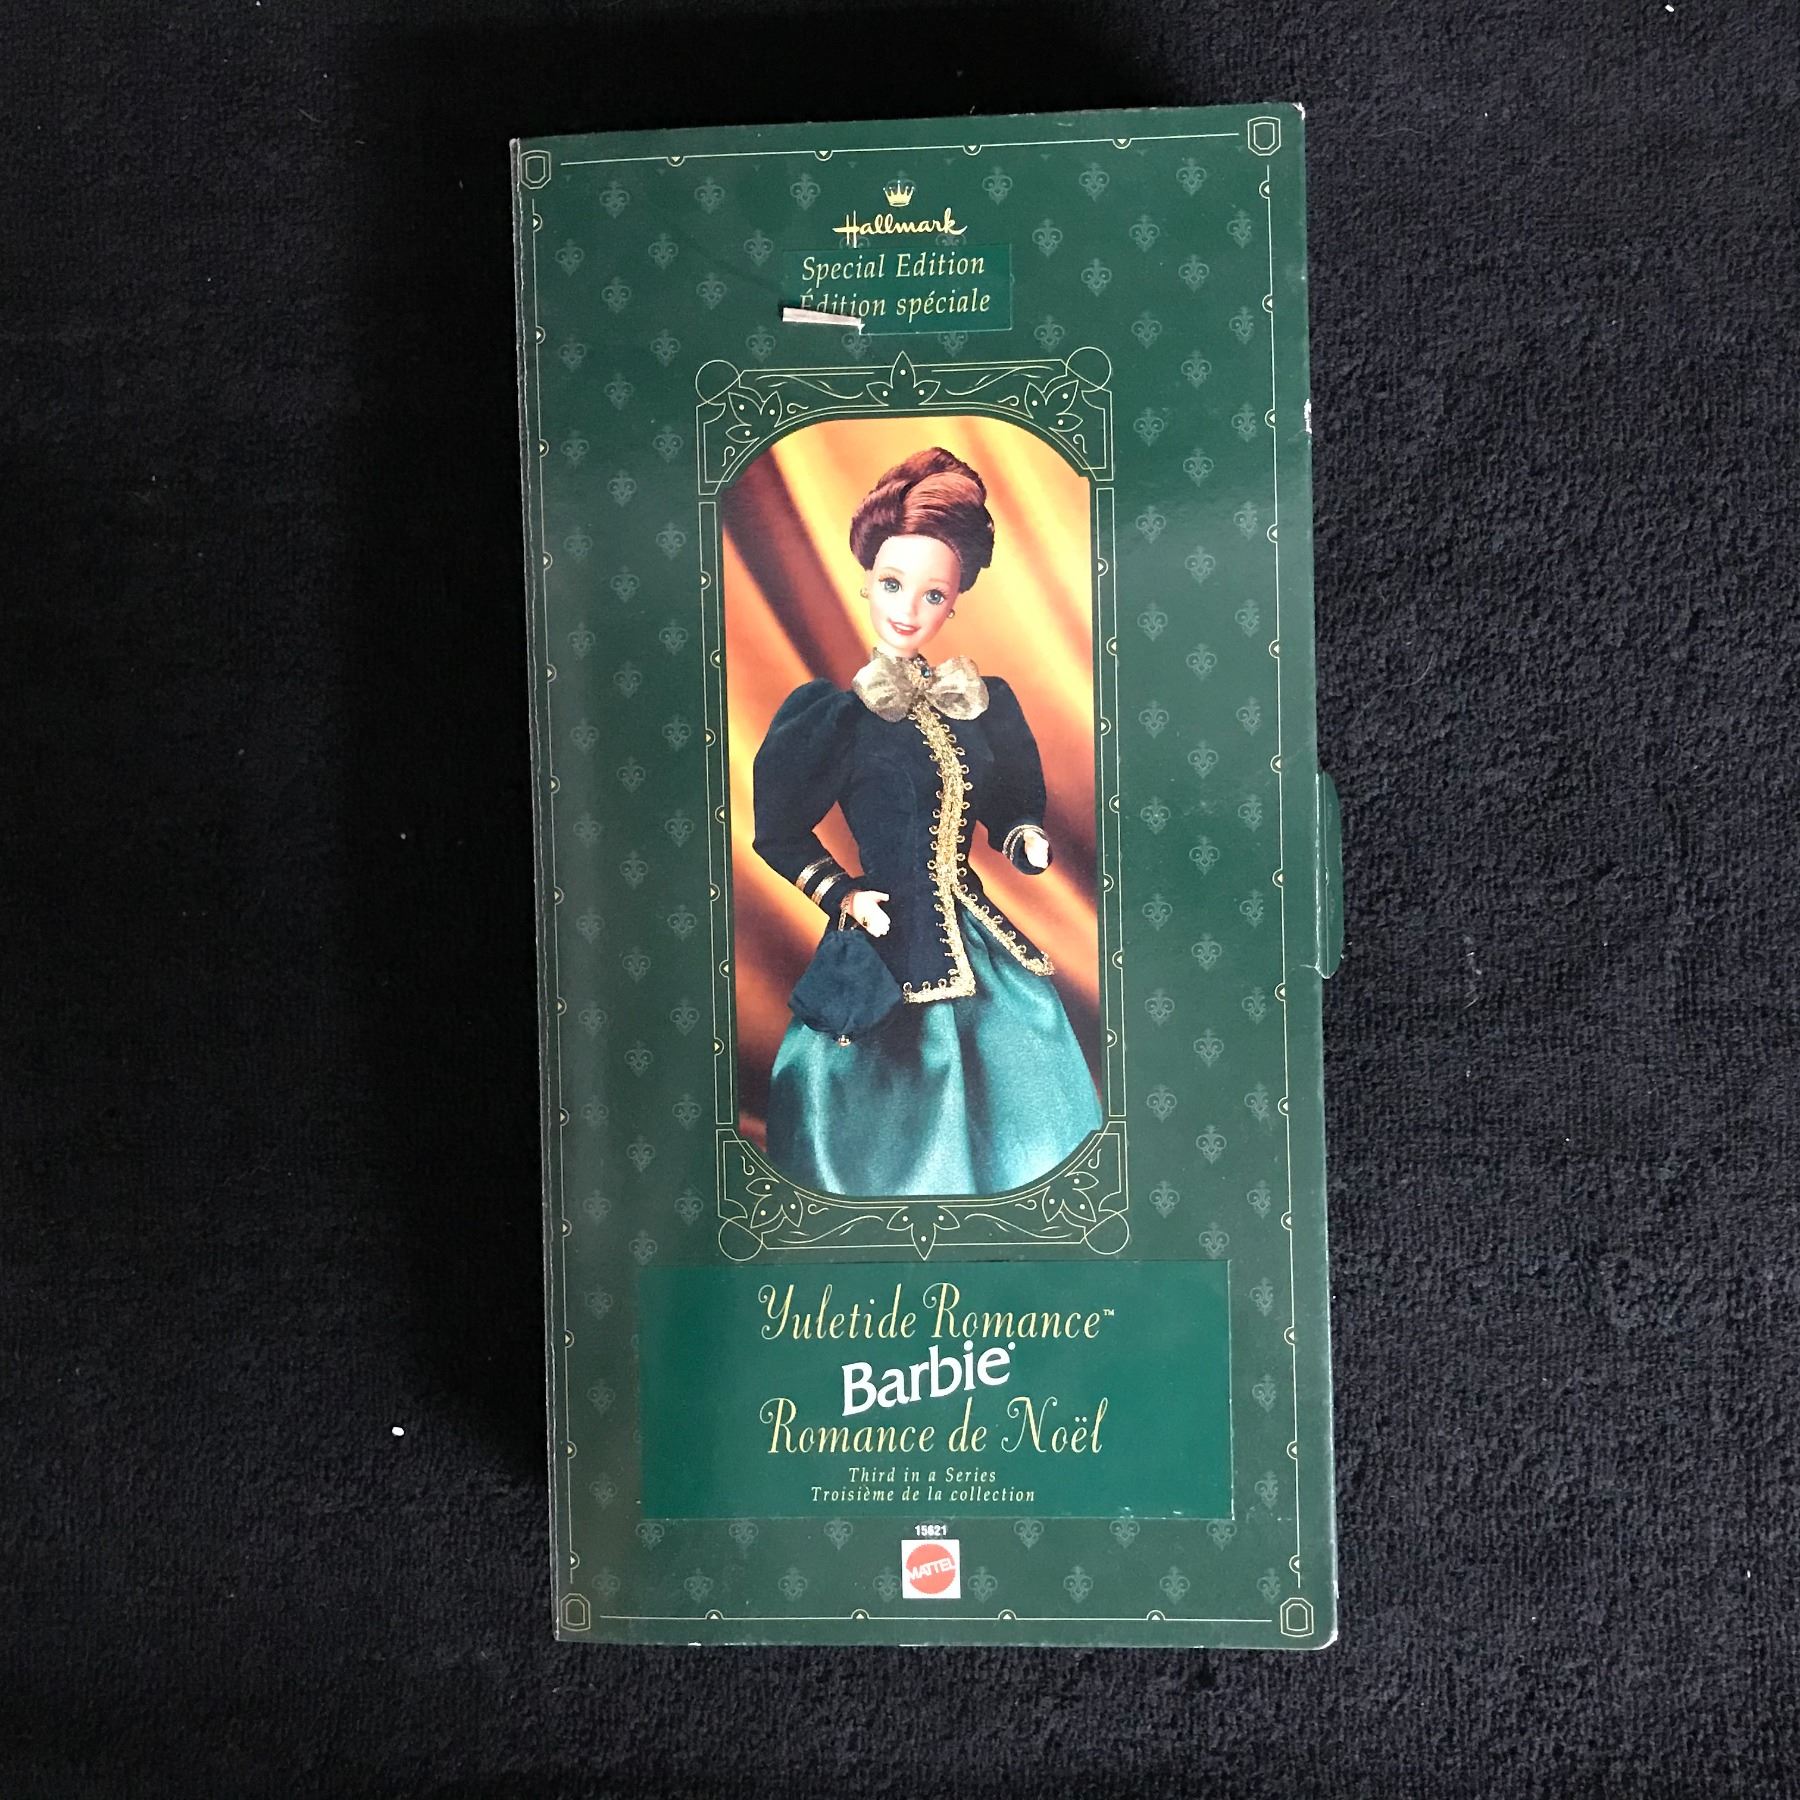 Hallmark
Special Edition
Édition spéciale
Yuletide Romance™
Barbie®
Romance de Noël
Third in a Series
Troisième de la collection
15621
MATTEL